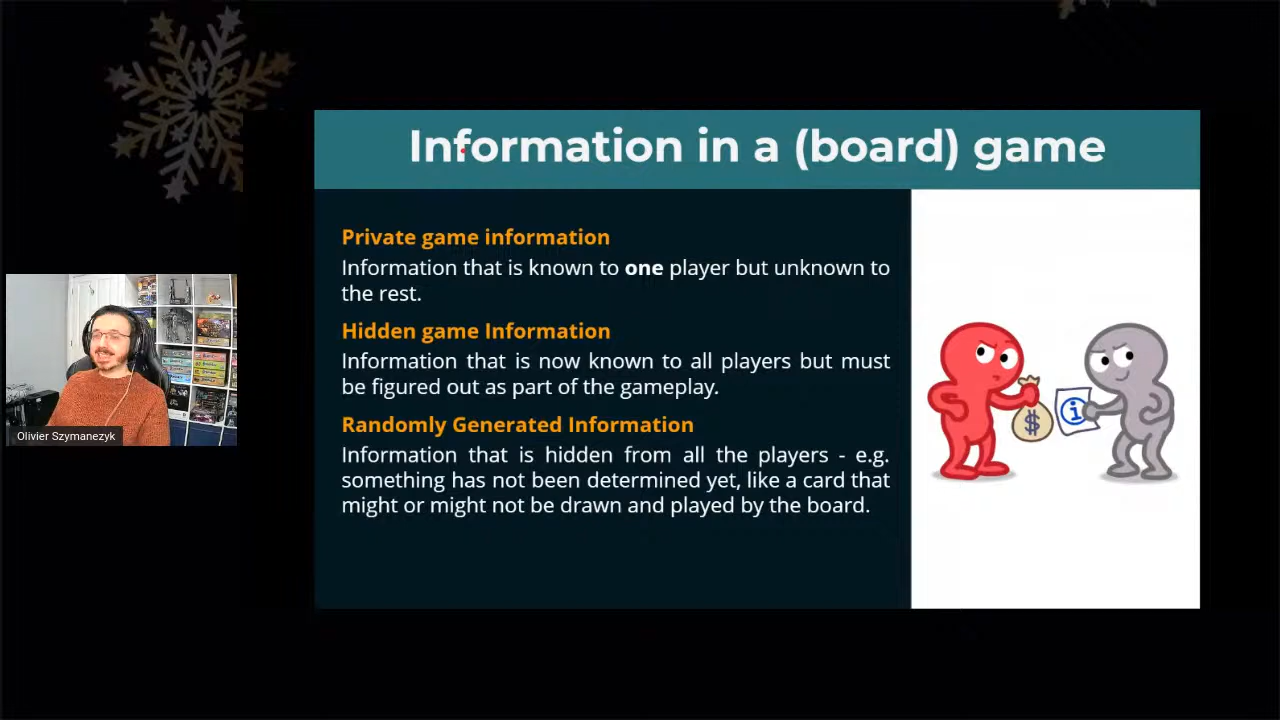 Information in a (board) game
Private game information
Information that is known to one player but unknown to
the rest.
Hidden game Information
Information that is now known to all players but must
be figured out as part of the gameplay.
Randomly Generated Information
Information that is hidden from all the players - e.g.
something has not been determined yet, like a card that
might or might not be drawn and played by the board.
$
i
Olivier Szymanezyk